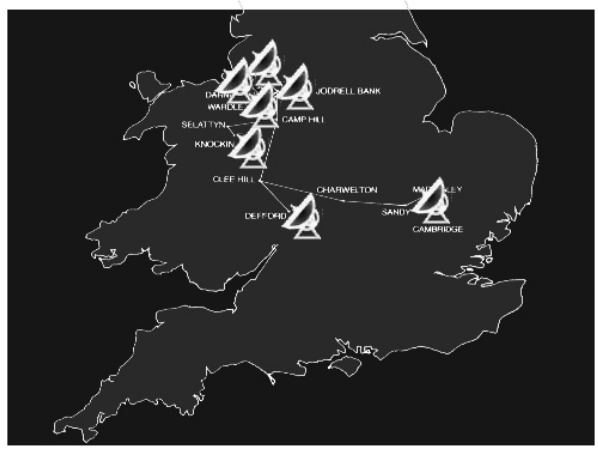 JODRELL BANK
WARDLE
CAMP HILL
SELATTYN
KNOCKIN
CLEE HILL
CHARWELTON
DEFFORD
SANDY
CAMBRIDGE